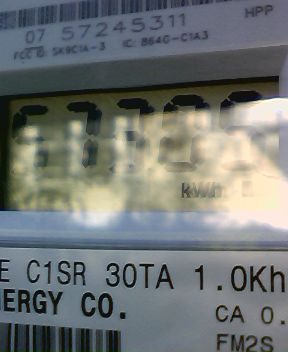 07 57245311
HPP
FCC ID: SK9C1A-3 IC: 864G-C1A3
kWh
E C1SR 30TA 1.0Kh
NERGY CO.
CA 0.
FM2S